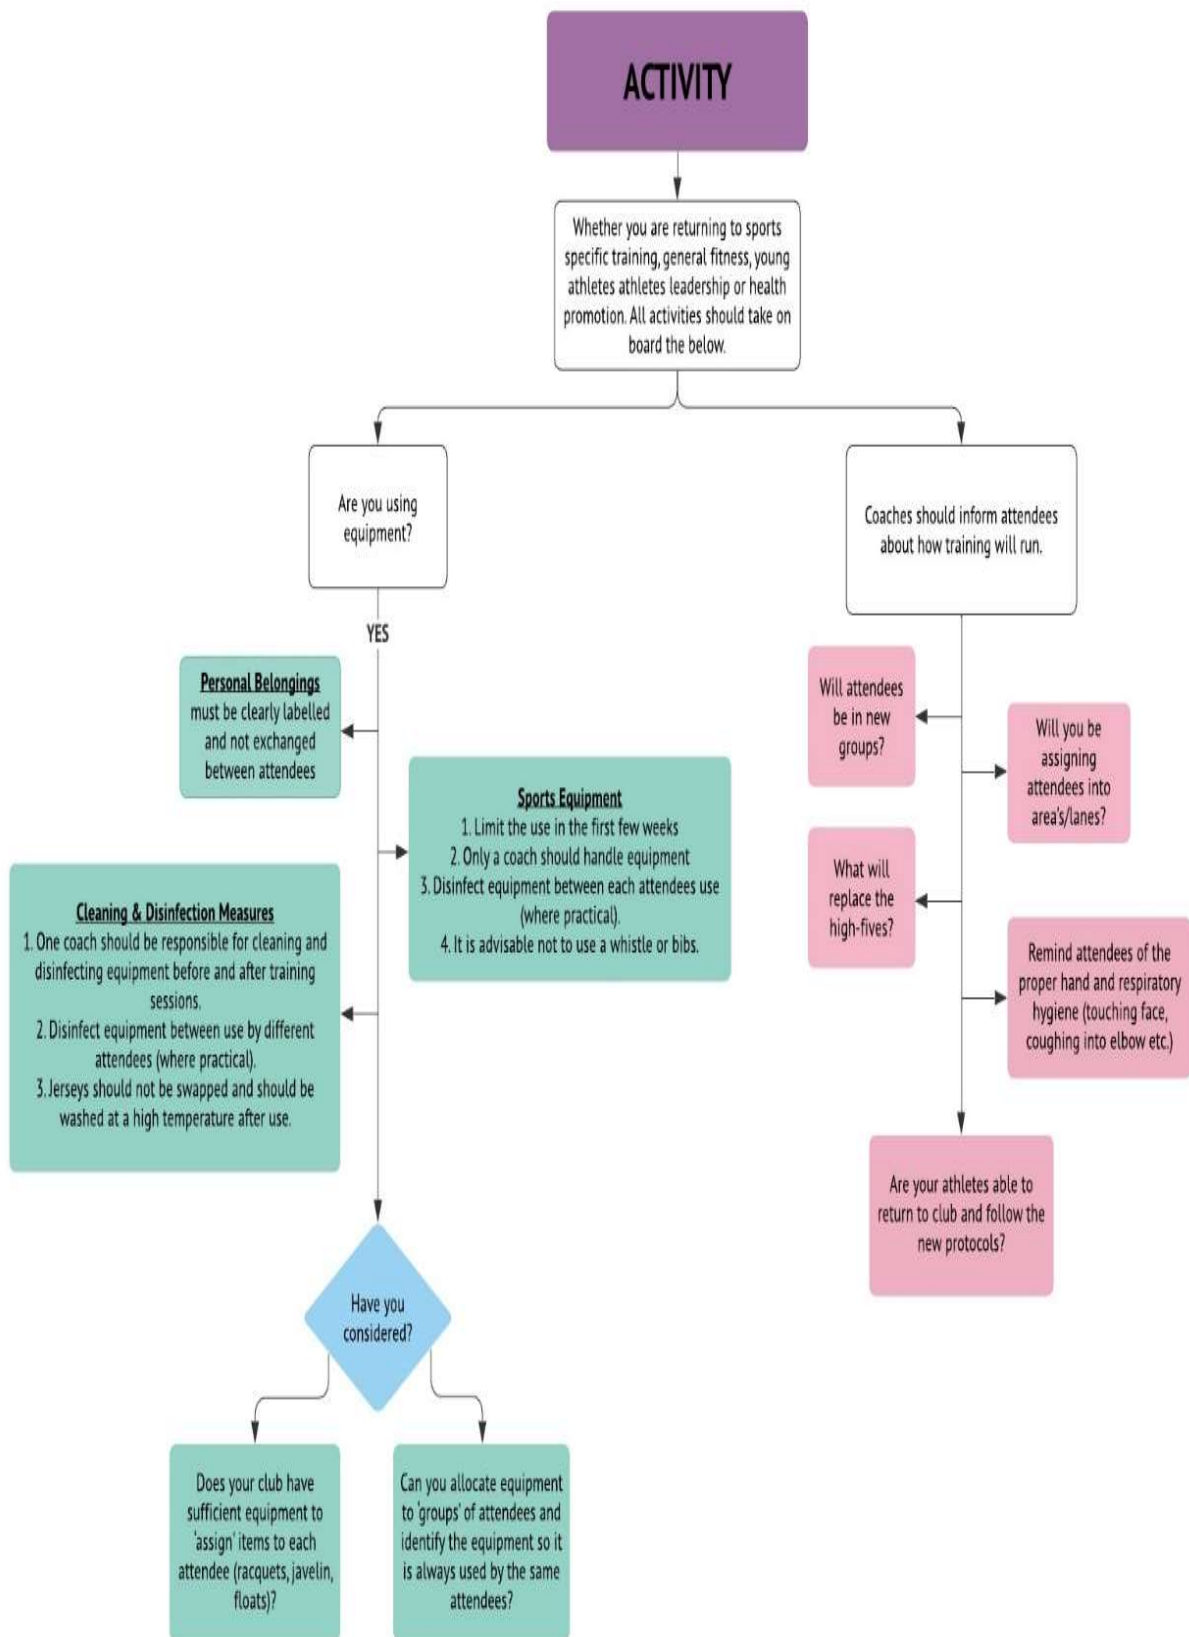 ACTIVITY
Whether you are returning to sports
specific training, general fitness, young
athletes athletes leadership or health
promotion. All activities should take on
board the below.
Are you using
equipment?
YES
Personal Belongings
must be clearly labelled
and not exchanged
between attendees
Sports Equipment
1. Limit the use in the first few weeks
2. Only a coach should handle equipment
3. Disinfect equipment between each attendees use
(where practical).
4. It is advisable not to use a whistle or bibs.
Cleaning & Disinfection Measures
1. One coach should be responsible for cleaning and
disinfecting equipment before and after training
sessions.
2. Disinfect equipment between use by different
attendees (where practical).
3. Jerseys should not be swapped and should be
washed at a high temperature after use.
Have you
considered?
Does your club have
sufficient equipment to
'assign' items to each
attendee (racquets, javelin,
floats)?
Can you allocate equipment
to 'groups' of attendees and
identify the equipment so it
is always used by the same
attendees?
Coaches should inform attendees
about how training will run.
Will attendees
be in new
groups?
Will you be
assigning
attendees into
area's/lanes?
What will
replace the
high-fives?
Remind attendees of the
proper hand and respiratory
hygiene (touching face,
coughing into elbow etc.)
Are your athletes able to
return to club and follow the
new protocols?